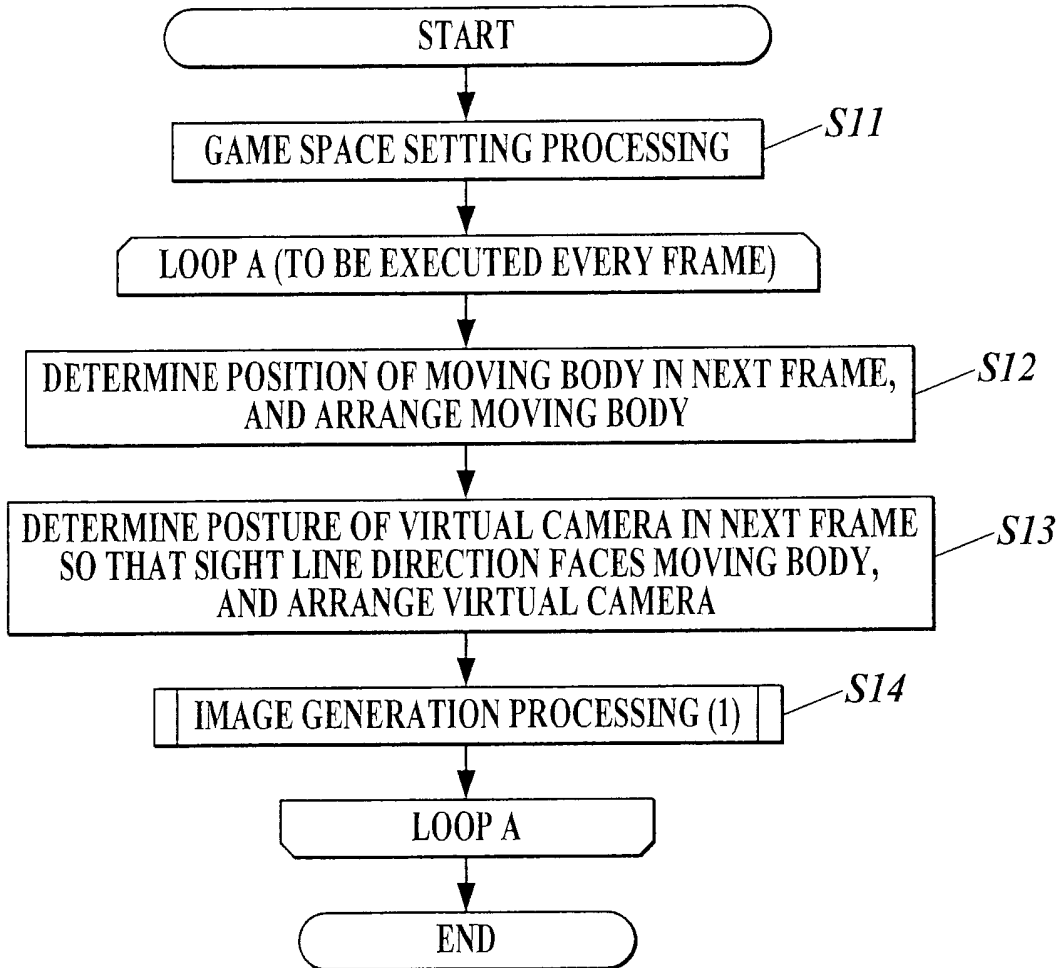 START
GAME SPACE SETTING PROCESSING
S11
LOOP A (TO BE EXECUTED EVERY FRAME)
DETERMINE POSITION OF MOVING BODY IN NEXT FRAME,
AND ARRANGE MOVING BODY
S12
DETERMINE POSTURE OF VIRTUAL CAMERA IN NEXT FRAME
SO THAT SIGHT LINE DIRECTION FACES MOVING BODY,
AND ARRANGE VIRTUAL CAMERA
S13
IMAGE GENERATION PROCESSING (1)
S14
LOOP A
END